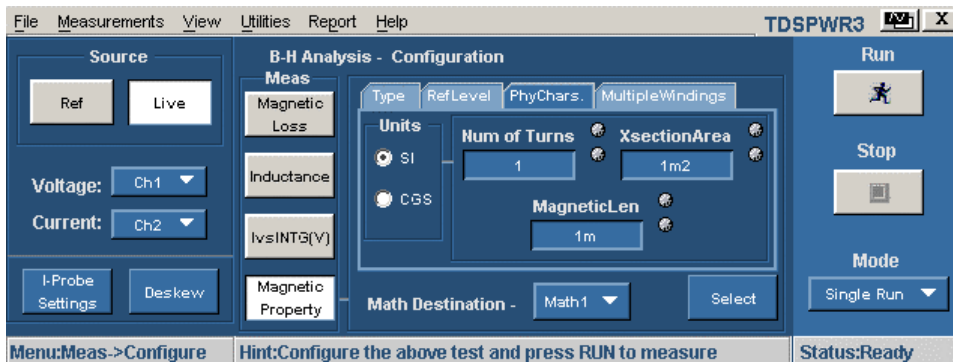 File Measurements View Utilities Report Help TDSPWR3 X
Source
Ref Live
Voltage: Ch1
Current: Ch2
I-Probe
Settings
Deskew
B-H Analysis - Configuration
Meas
Magnetic
Loss
Inductance
IvsINTG(V)
Magnetic
Property
Type RefLevel PhyChars. MultipleWindings
Units
SI
CGS
Num of Turns
1
XsectionArea
1m2
MagneticLen
1m
Math Destination - Math1 Select
Run
Stop
Mode
Single Run
Menu:Meas->Configure Hint:Configure the above test and press RUN to measure Status:Ready